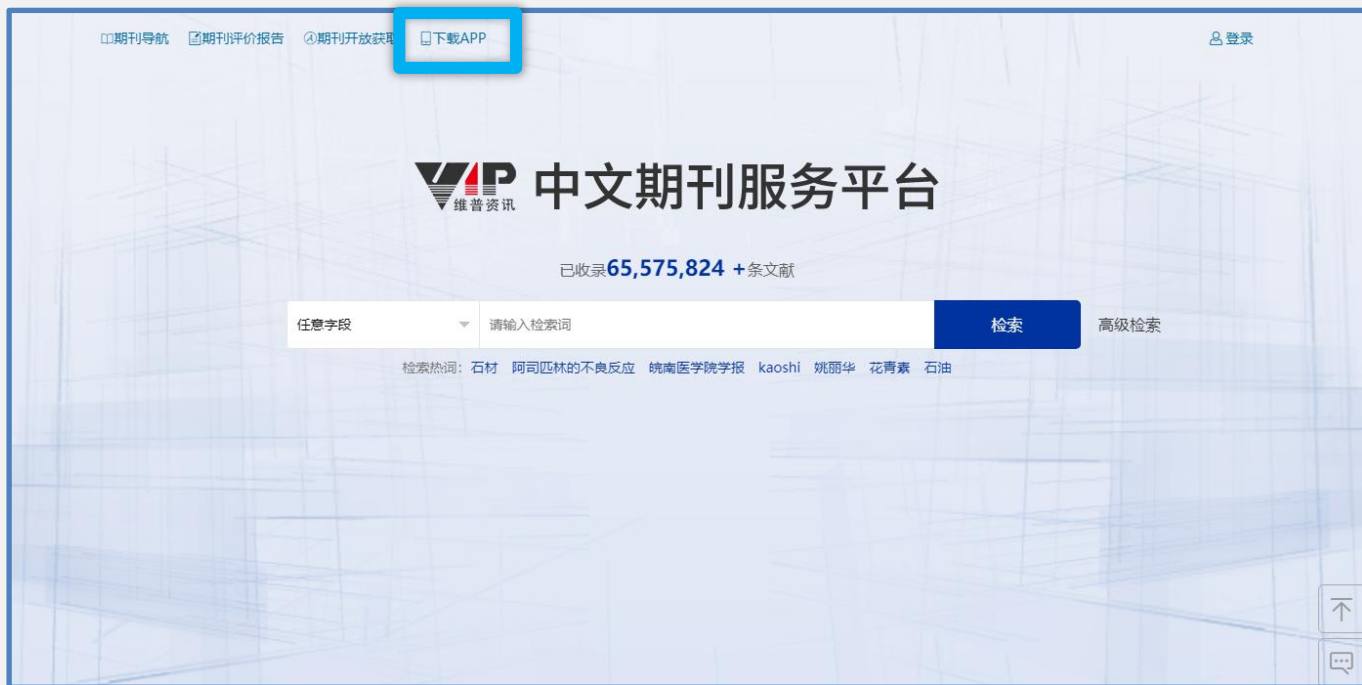 期刊导航 期刊评价报告 期刊开放获取 下载APP 登录
VIP 维普资讯 中文期刊服务平台
已收录65,575,824 +条文献
任意字段 请输入检索词 检索 高级检索
检索热词: 石材 阿司匹林的不良反应 皖南医学院学报 kaoshi 姚丽华 花青素 石油